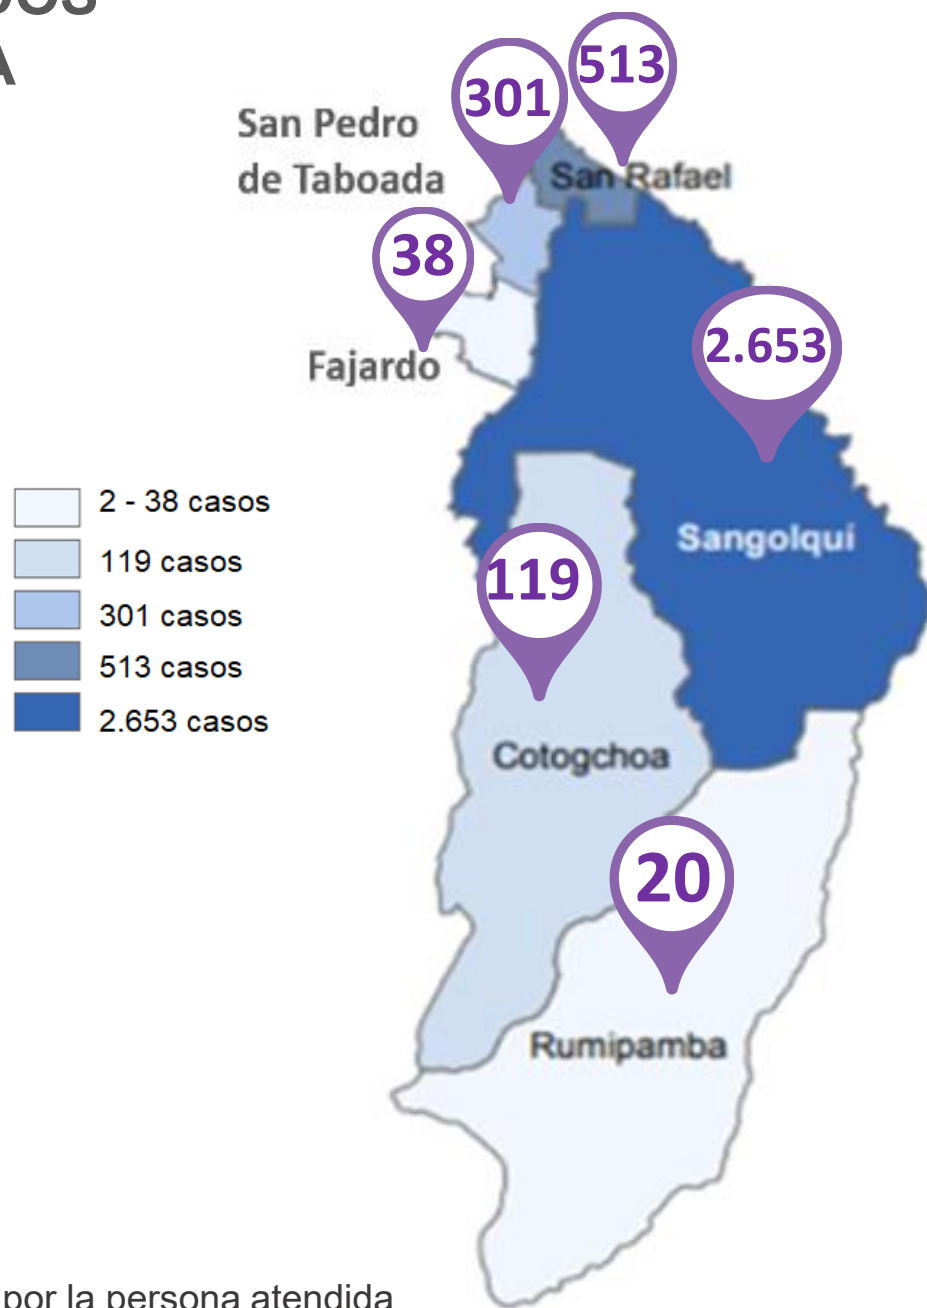 513
301
San Pedro
de Taboada
San Rafael
38
2.653
Fajardo
2 - 38 casos
119 casos
301 casos
513 casos
2.653 casos
Sangolquí
119
Cotogchoa
20
Rumipamba
por la persona atendida